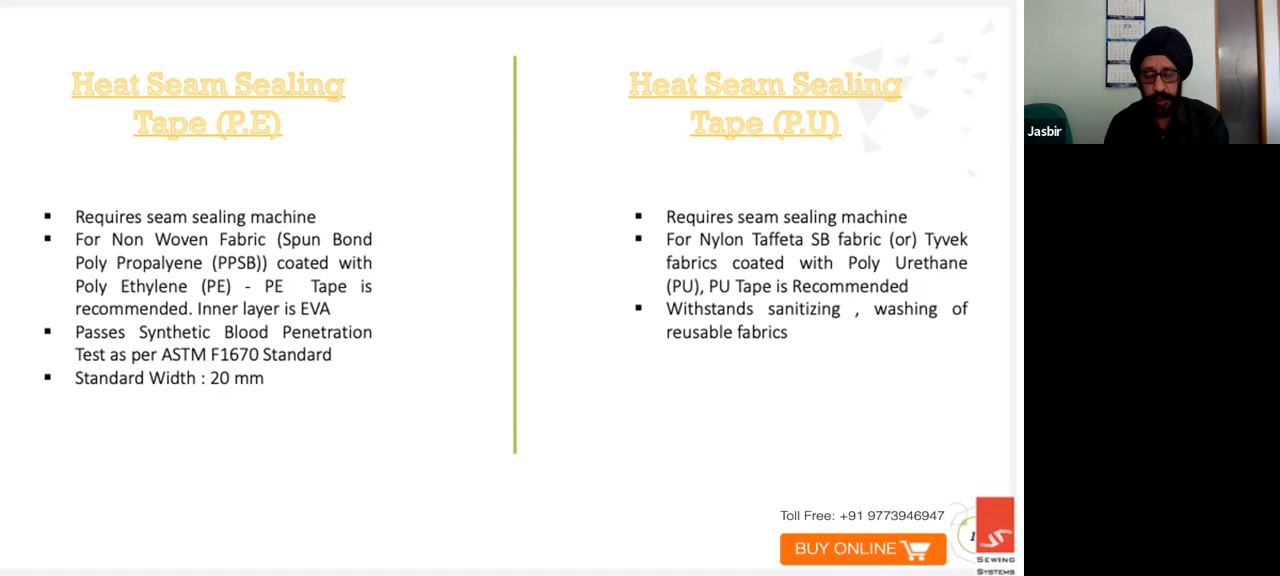 Heat Seam Sealing
Tape (P.E)
▪ Requires seam sealing machine
▪ For Non Woven Fabric (Spun Bond
Poly Propalyene (PPSB)) coated with
Poly Ethylene (PE) - PE Tape is
recommended. Inner layer is EVA
▪ Passes Synthetic Blood Penetration
Test as per ASTM F1670 Standard
▪ Standard Width : 20 mm
Heat Seam Sealing
Tape (P.U)
▪ Requires seam sealing machine
▪ For Nylon Taffeta SB fabric (or) Tyvek
fabrics coated with Poly Urethane
(PU), PU Tape is Recommended
▪ Withstands sanitizing , washing of
reusable fabrics
Toll Free: +91 9773946947
BUY ONLINE
1
SEWING
SYSTEMS
Jasbir